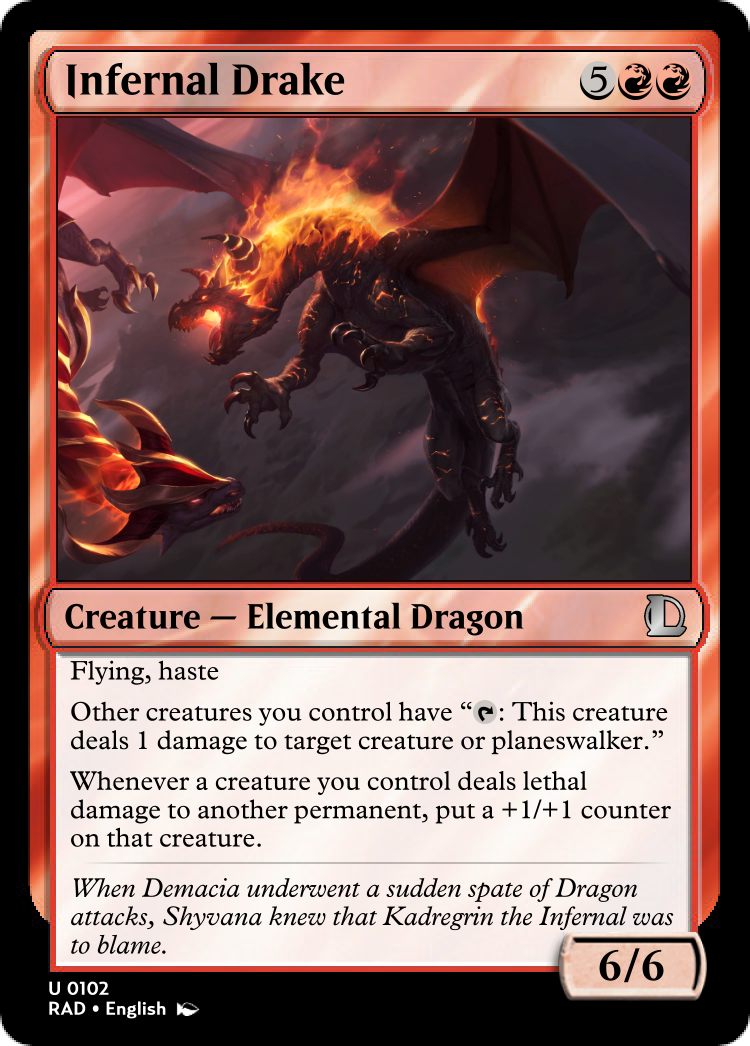 Infernal Drake 5
Creature — Elemental Dragon
Flying, haste
Other creatures you control have “: This creature
deals 1 damage to target creature or planeswalker.”
Whenever a creature you control deals lethal
damage to another permanent, put a +1/+1 counter
on that creature.
When Demacia underwent a sudden spate of Dragon
attacks, Shyvana knew that Kadregrin the Infernal was
to blame.
6/6
U 0102
RAD • English